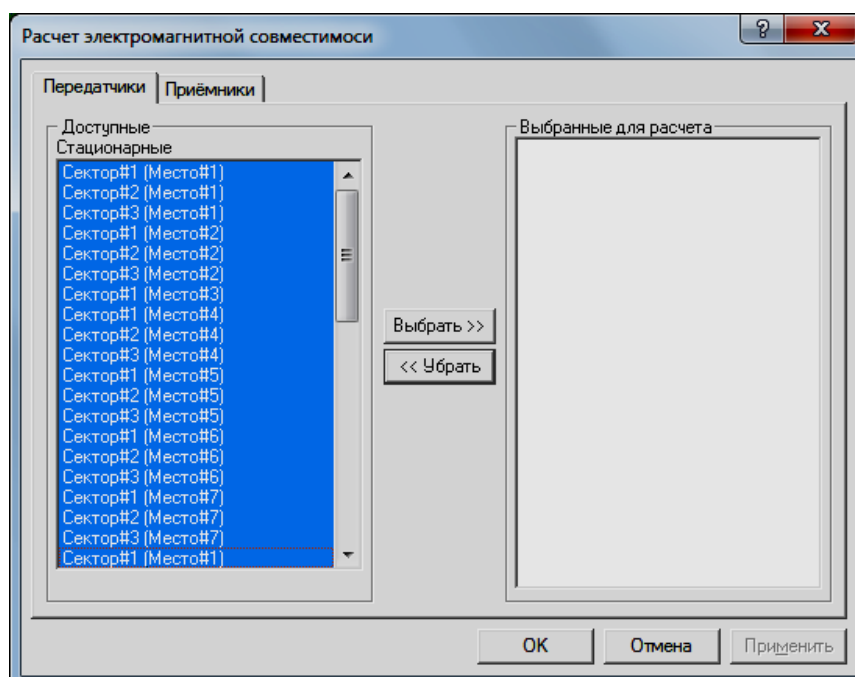 Расчет электромагнитной совместимоси
Передатчики
Приёмники
Доступные
Стационарные
Сектор#1 (Место#1)
Сектор#2 (Место#1)
Сектор#3 (Место#1)
Сектор#1 (Место#2)
Сектор#2 (Место#2)
Сектор#3 (Место#2)
Сектор#1 (Место#3)
Сектор#1 (Место#4)
Сектор#2 (Место#4)
Сектор#3 (Место#4)
Сектор#1 (Место#5)
Сектор#2 (Место#5)
Сектор#3 (Место#5)
Сектор#1 (Место#6)
Сектор#2 (Место#6)
Сектор#3 (Место#6)
Сектор#1 (Место#7)
Сектор#2 (Место#7)
Сектор#3 (Место#7)
Сектор#1 (Место#1)
Выбрать >>
<< Убрать
Выбранные для расчета
OK
Отмена
Применить